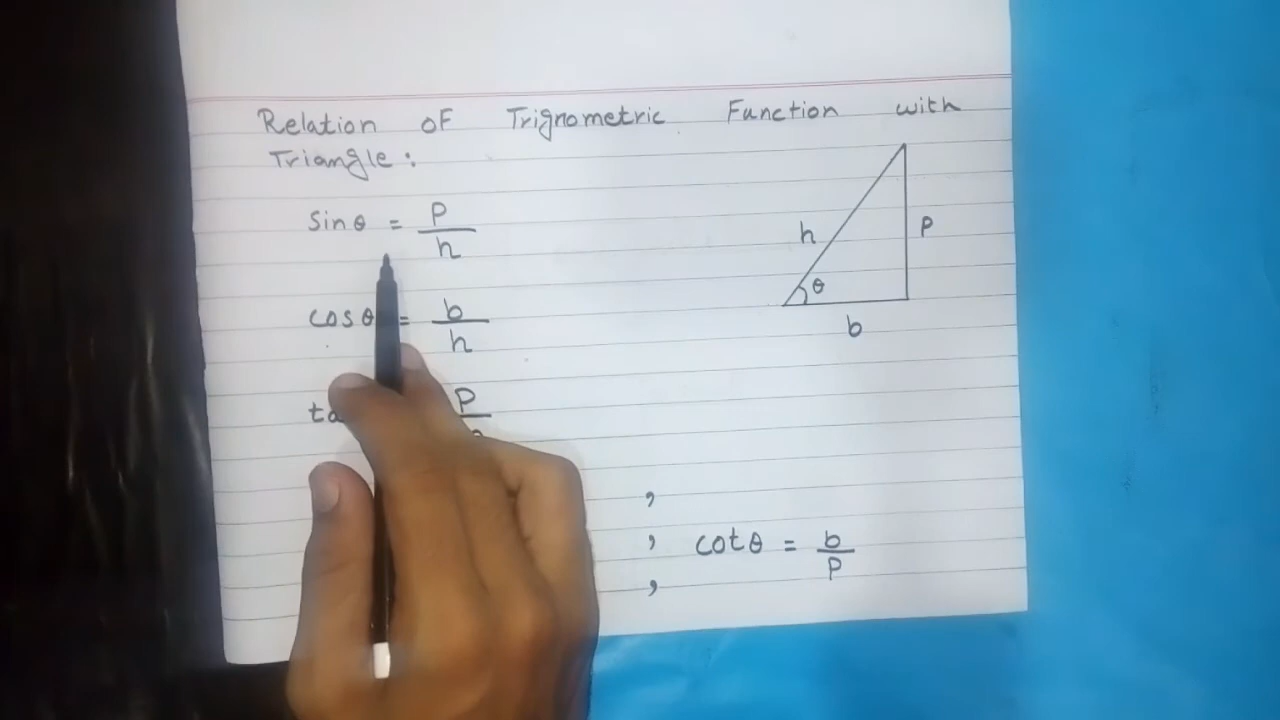 Relation OF Trignometric Function with
Triangle:
sinθ = P/h
h
P
θ
cosθ = b/h
b
P
,
, cotθ = b/P
,